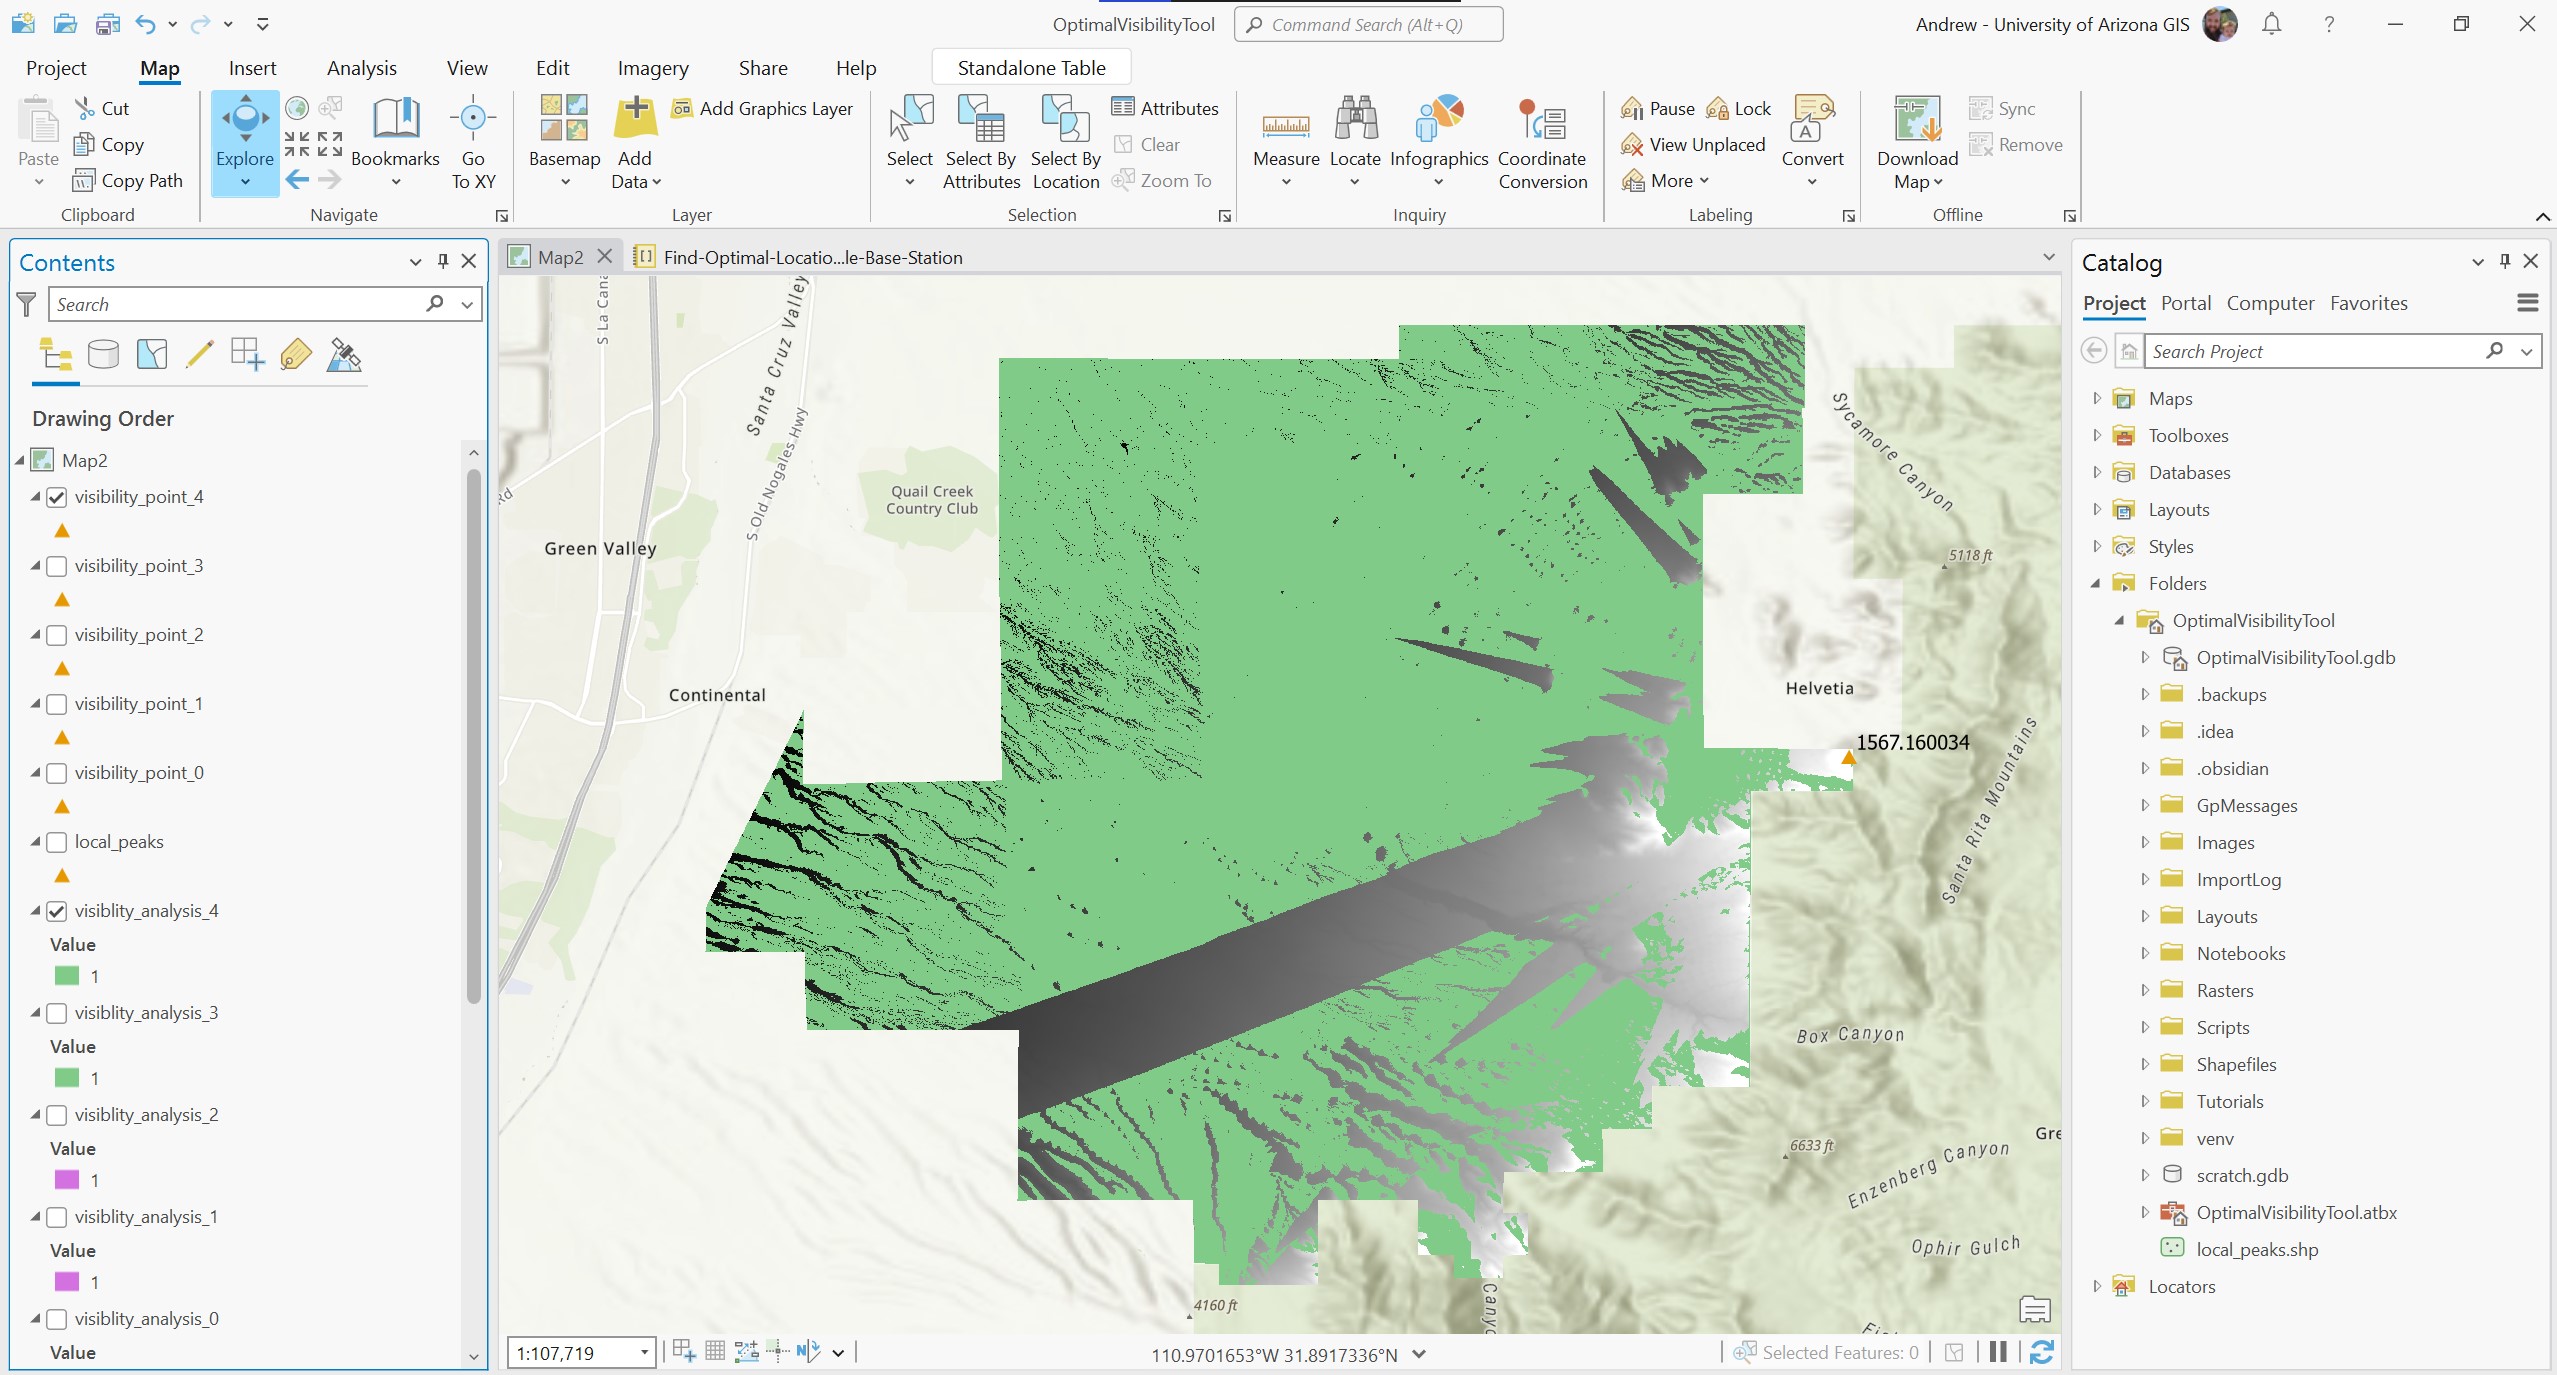 OptimalVisibilityTool
Command Search (Alt+Q)
Andrew - University of Arizona GIS
?
Project
Map
Insert
Analysis
View
Edit
Imagery
Share
Help
Standalone Table
Paste
Cut
Copy
Copy Path
Clipboard
Explore
Bookmarks
Go
To XY
Navigate
Basemap
Add
Data
Add Graphics Layer
Layer
Select
Select By
Attributes
Select By
Location
Attributes
Clear
Zoom To
Selection
Measure
Locate
Infographics
Coordinate
Conversion
Inquiry
Pause
Lock
View Unplaced
More
A
Convert
Labeling
Download
Map
Sync
Remove
Offline
Contents
Search
Drawing Order
Map2
visibility_point_4
visibility_point_3
visibility_point_2
visibility_point_1
visibility_point_0
local_peaks
visiblity_analysis_4
Value
1
visiblity_analysis_3
Value
1
visiblity_analysis_2
Value
1
visiblity_analysis_1
Value
1
visiblity_analysis_0
Value
Map2
Find-Optimal-Locatio...le-Base-Station
S La Cana
Santa Cruz Valley
S Old Nogales Hwy
Rd
Quail Creek
Country Club
Green Valley
Continental
Sycamore Canyon
5118 ft
Helvetia
1567.160034
Santa Rita Mountains
Box Canyon
Gre
6633 ft
Enzenberg Canyon
Ophir Gulch
4160 ft
Canyo
1:107,719
N
110.9701653°W 31.8917336°N
Selected Features: 0
Catalog
Project
Portal
Computer
Favorites
Search Project
Maps
Toolboxes
Databases
Layouts
Styles
Folders
OptimalVisibilityTool
OptimalVisibilityTool.gdb
.backups
.idea
.obsidian
GpMessages
Images
ImportLog
Layouts
Notebooks
Rasters
Scripts
Shapefiles
Tutorials
venv
scratch.gdb
OptimalVisibilityTool.atbx
local_peaks.shp
Locators